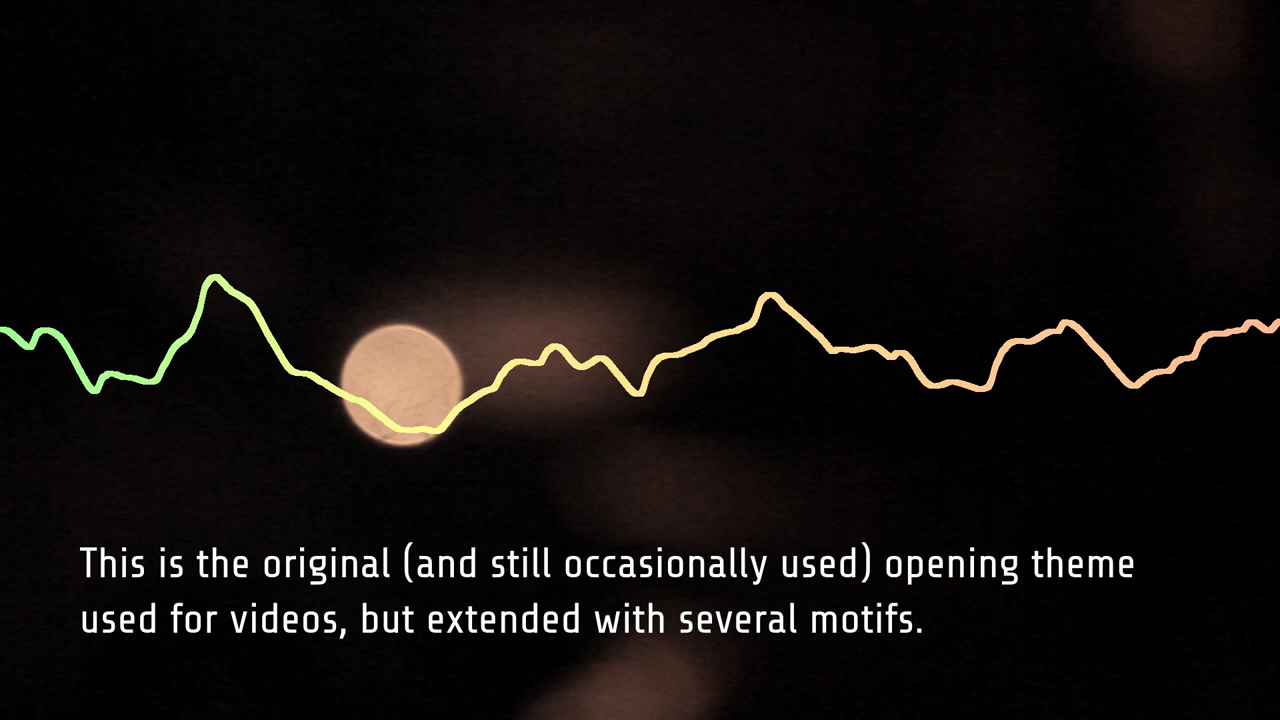 This is the original (and still occasionally used) opening theme
used for videos, but extended with several motifs.